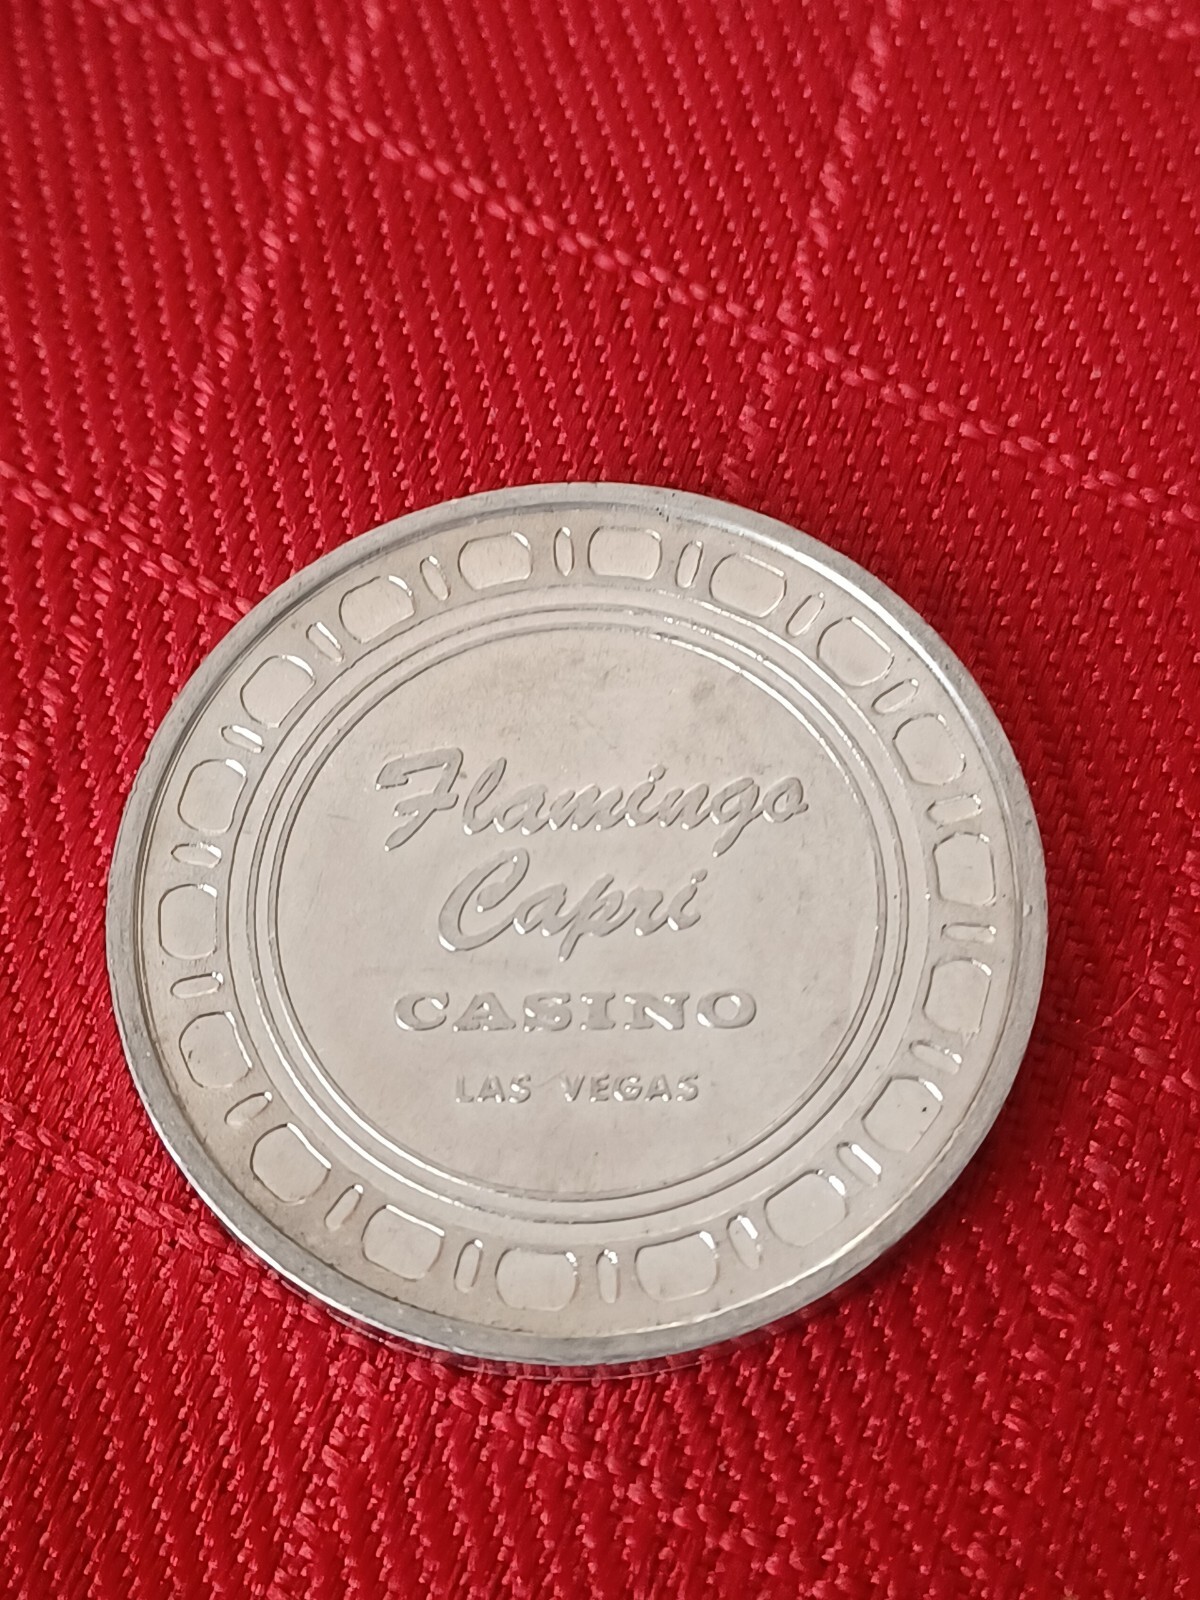 Flamingo
Capri
CASINO
LAS VEGAS